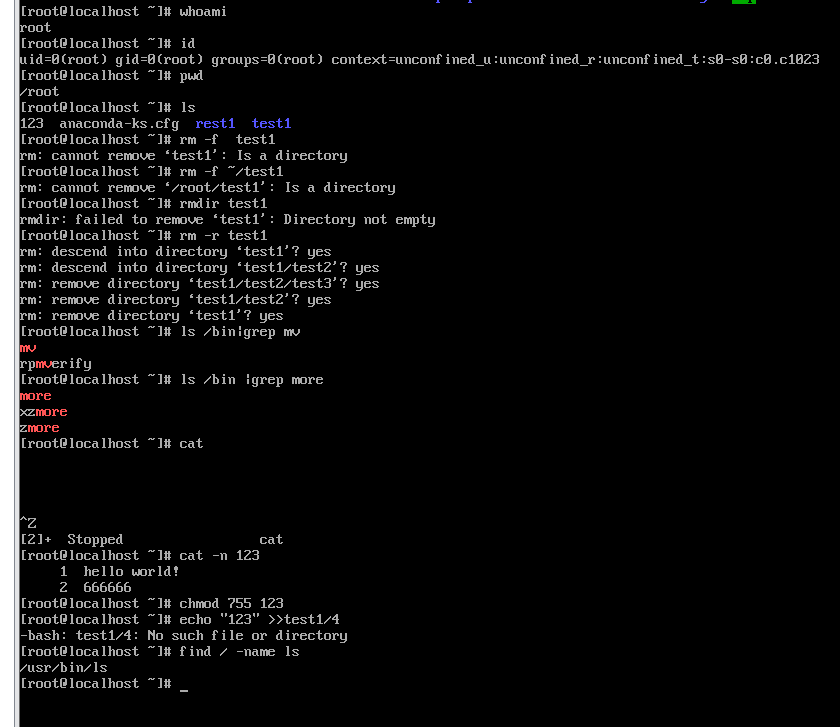 [root@localhost ~]# whoami
root
[root@localhost ~]# id
uid=0(root) gid=0(root) groups=0(root) context=unconfined_u:unconfined_r:unconfined_t:s0-s0:c0.c1023
[root@localhost ~]# pwd
/root
[root@localhost ~]# ls
123  anaconda-ks.cfg  rest1  test1
[root@localhost ~]# rm -f  test1
rm: cannot remove ‘test1’: Is a directory
[root@localhost ~]# rm -f ~/test1
rm: cannot remove ‘/root/test1’: Is a directory
[root@localhost ~]# rmdir test1
rmdir: failed to remove ‘test1’: Directory not empty
[root@localhost ~]# rm -r test1
rm: descend into directory ‘test1’? yes
rm: descend into directory ‘test1/test2’? yes
rm: remove directory ‘test1/test2/test3’? yes
rm: remove directory ‘test1/test2’? yes
rm: remove directory ‘test1’? yes
[root@localhost ~]# ls /bin|grep mv
mv
rpmverify
[root@localhost ~]# ls /bin |grep more
more
xzmore
zmore
[root@localhost ~]# cat
^Z
[2]+  Stopped                 cat
[root@localhost ~]# cat -n 123
     1  hello world!
     2  666666
[root@localhost ~]# chmod 755 123
[root@localhost ~]# echo "123" >>test1/4
-bash: test1/4: No such file or directory
[root@localhost ~]# find / -name ls
/usr/bin/ls
[root@localhost ~]# _